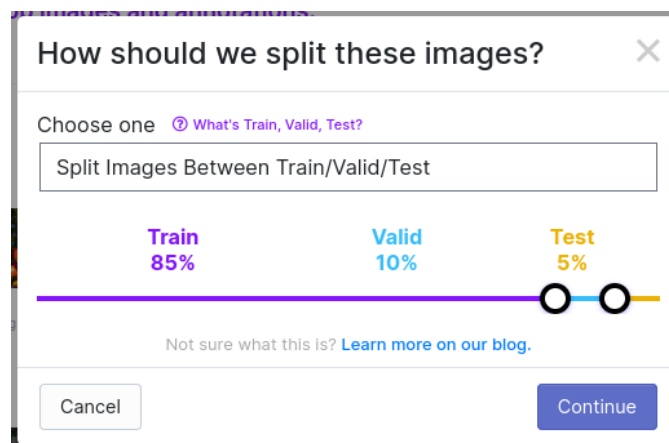 How should we split these images?
Choose one What's Train, Valid, Test?
Split Images Between Train/Valid/Test
Train Valid Test
85% 10% 5%
Not sure what this is? Learn more on our blog.
Cancel Continue